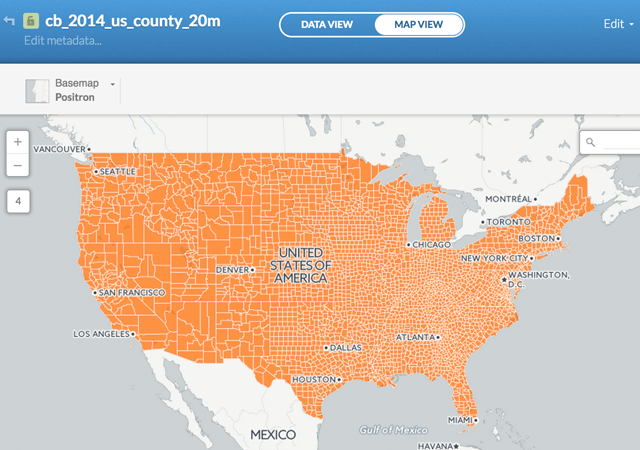 cb_2014_us_county_20m
DATA VIEW
MAP VIEW
Edit
Edit metadata...
Basemap
Positron
+
−
4
VANCOUVER
SEATTLE
MONTRÉAL
TORONTO
BOSTON
CHICAGO
NEW YORK CITY
UNITED
STATES OF
AMERICA
DENVER
WASHINGTON,
D.C.
SAN FRANCISCO
LOS ANGELES
ATLANTA
DALLAS
HOUSTON
MIAMI
Gulf of Mexico
MEXICO
HAVANA